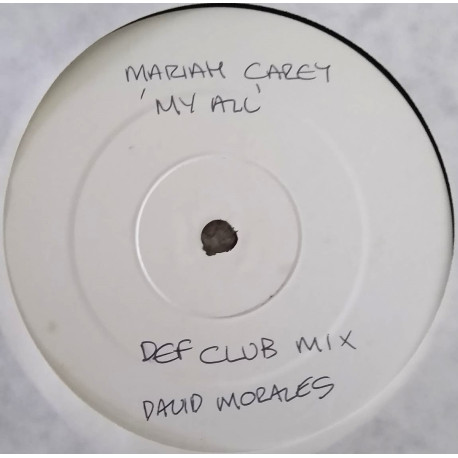 MARIAH CAREY
'MY ALL'
DEF CLUB MIX
DAVID MORALES